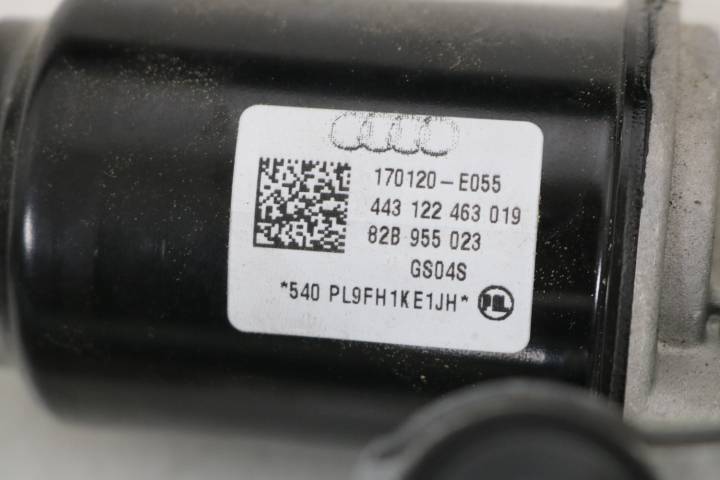 170120-E055
443 122 463 019
82B 955 023
GS04S
*540 PL9FH1KE1JH*